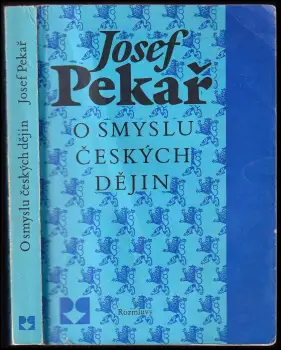 O smyslu českých dějin Josef Pekař
Josef
Pekař
O SMYSLU
ČESKÝCH
DĚJIN
Rozmluvy